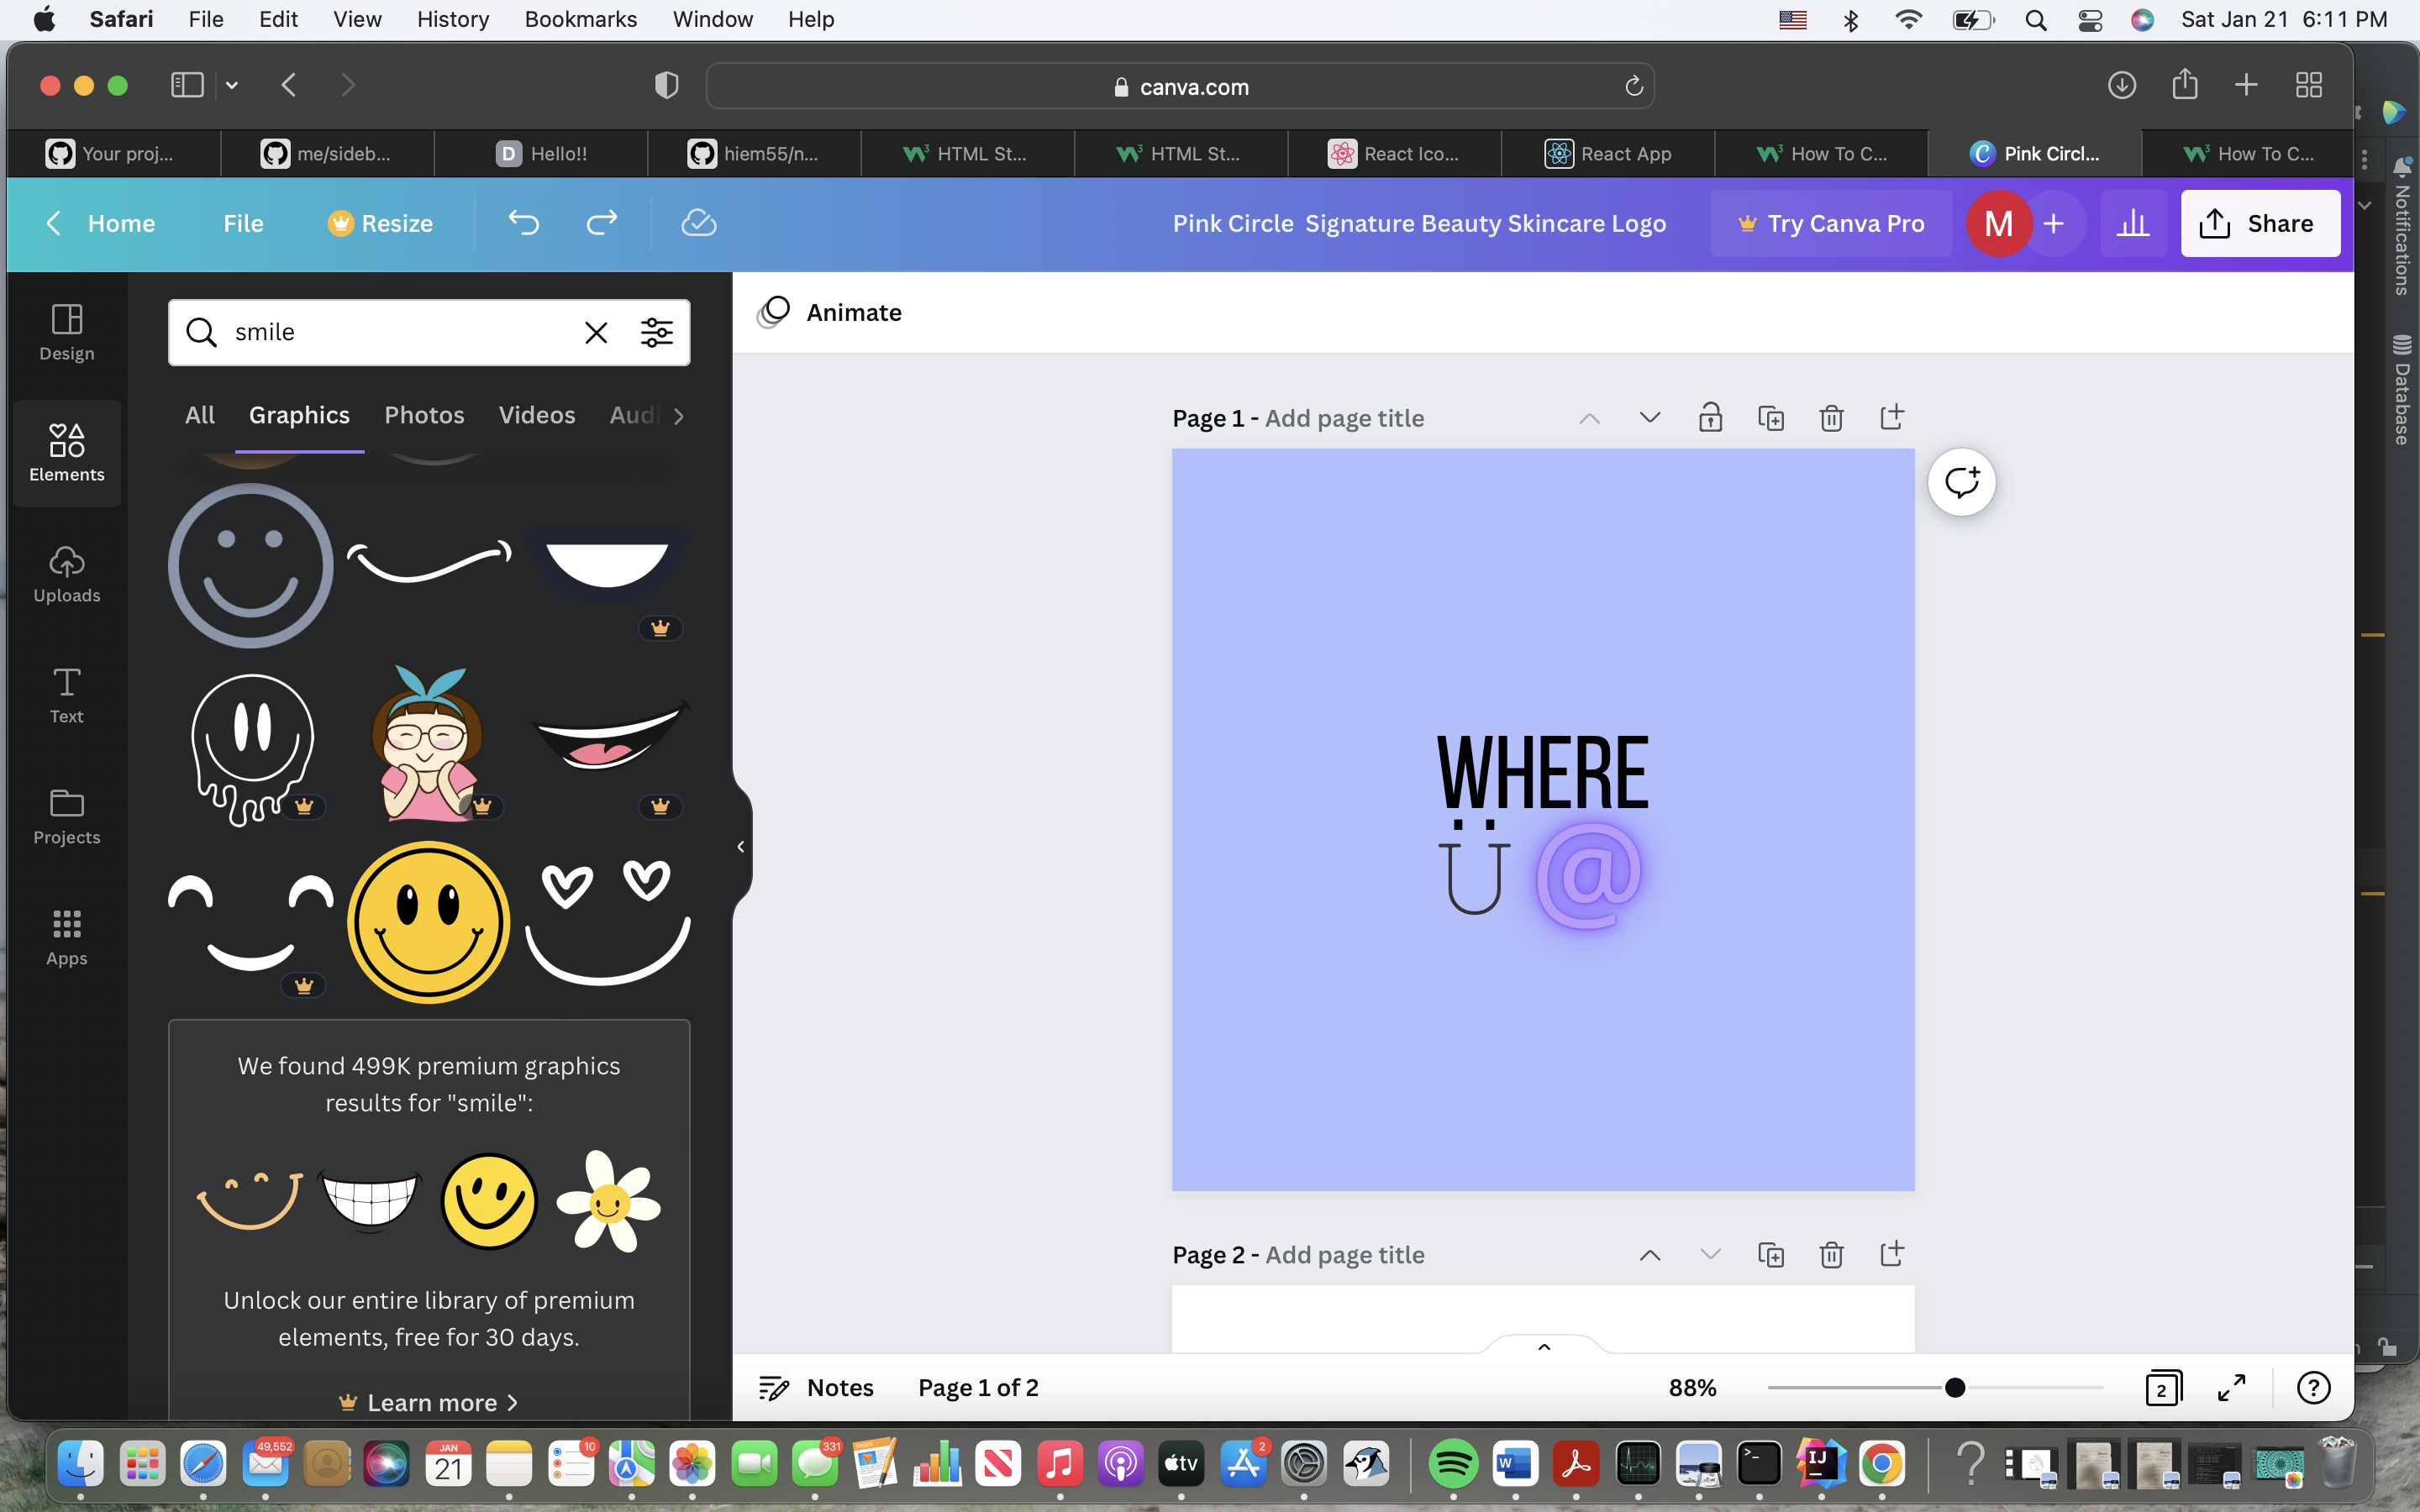 Safari File Edit View History Bookmarks Window Help Sat Jan 21 6:11 PM
canva.com
Your proj... me/sideb... D Hello!! hiem55/n... HTML St... HTML St... React Ico... React App How To C... Pink Circl... How To C...
Home File Resize Pink Circle Signature Beauty Skincare Logo Try Canva Pro M + Share
Notifications
Database
Design
Elements
Uploads
Text
Projects
Apps
smile
All Graphics Photos Videos Audi
We found 499K premium graphics
results for "smile":
Unlock our entire library of premium
elements, free for 30 days.
Learn more
Animate
Page 1 - Add page title
WHERE
Ü @
Page 2 - Add page title
Notes Page 1 of 2 88% 2 ?
49,552 JAN 21 10 331 PAGES tv 2 W >_ IJ ?